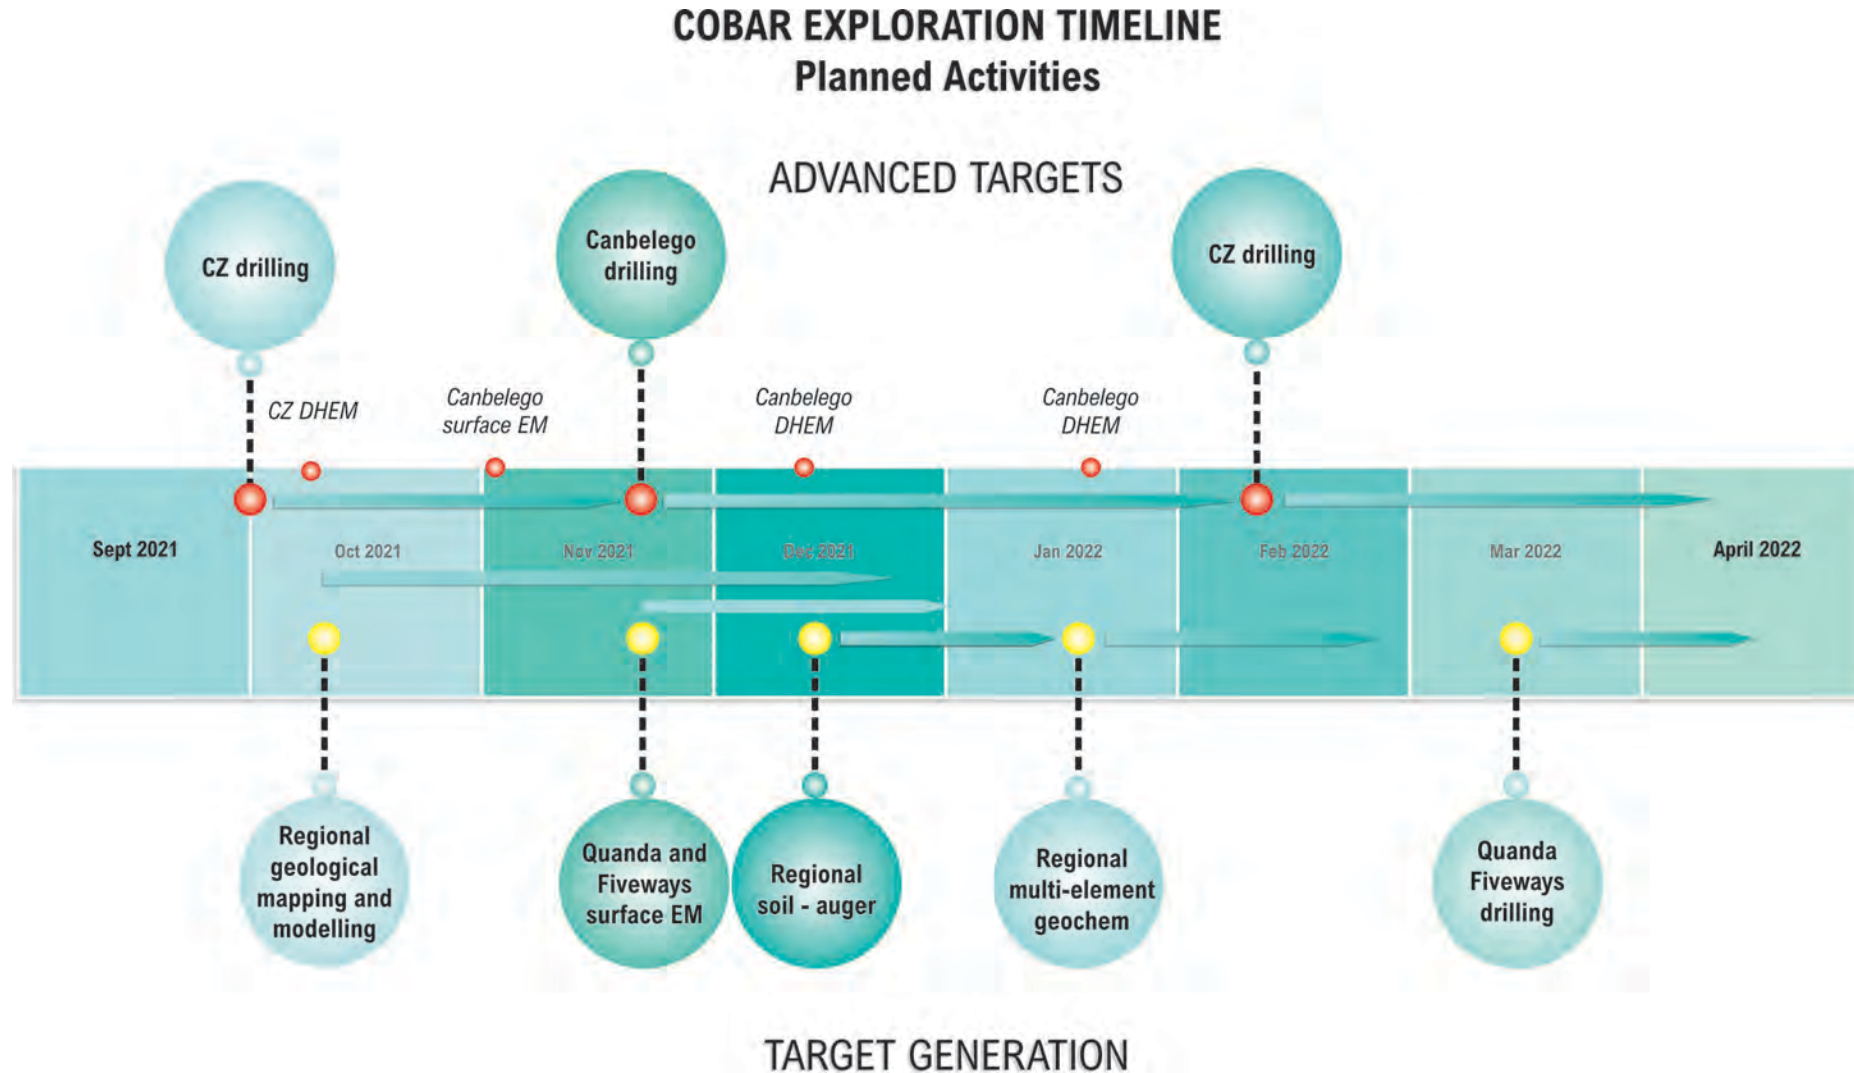 COBAR EXPLORATION TIMELINE
Planned Activities
ADVANCED TARGETS
CZ drilling
Canbelego
drilling
CZ drilling
CZ DHEM
Canbelego
surface EM
Canbelego
DHEM
Canbelego
DHEM
Sept 2021
Oct 2021
Nov 2021
Dec 2021
Jan 2022
Feb 2022
Mar 2022
April 2022
Regional
geological
mapping and
modelling
Quanda and
Fiveways
surface EM
Regional
soil - auger
Regional
multi-element
geochem
Quanda
Fiveways
drilling
TARGET GENERATION